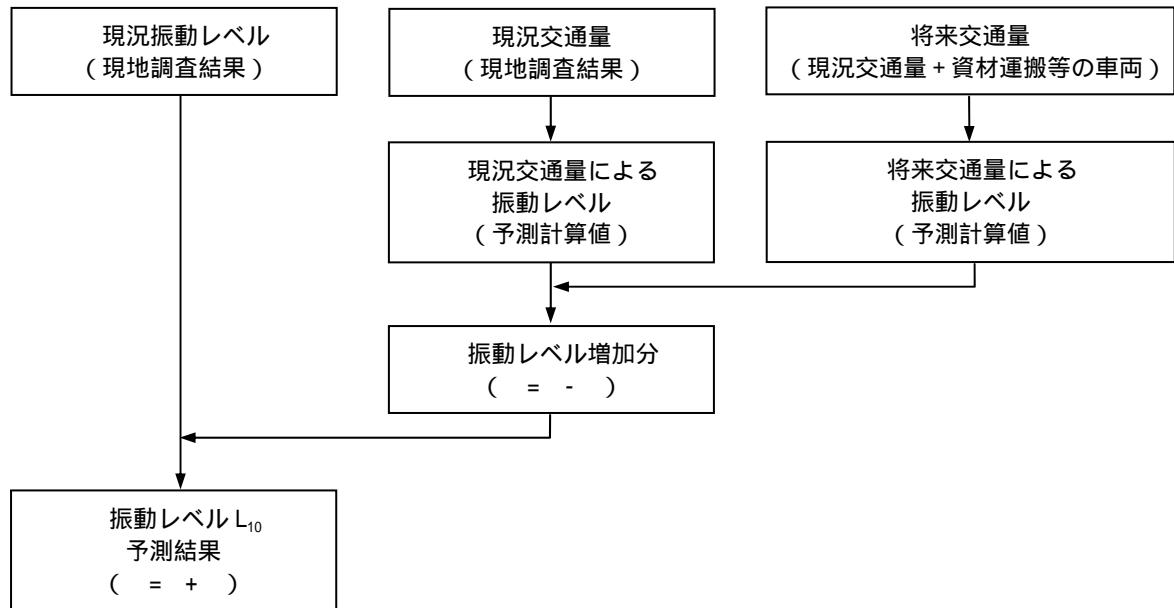 現況振動レベル
（現地調査結果）
現況交通量
（現地調査結果）
将来交通量
（現況交通量＋資材運搬等の車両）
現況交通量による
振動レベル
（予測計算値）
将来交通量による
振動レベル
（予測計算値）
振動レベル増加分
（　=　-　）
振動レベル L10
予測結果
（　=　+　）